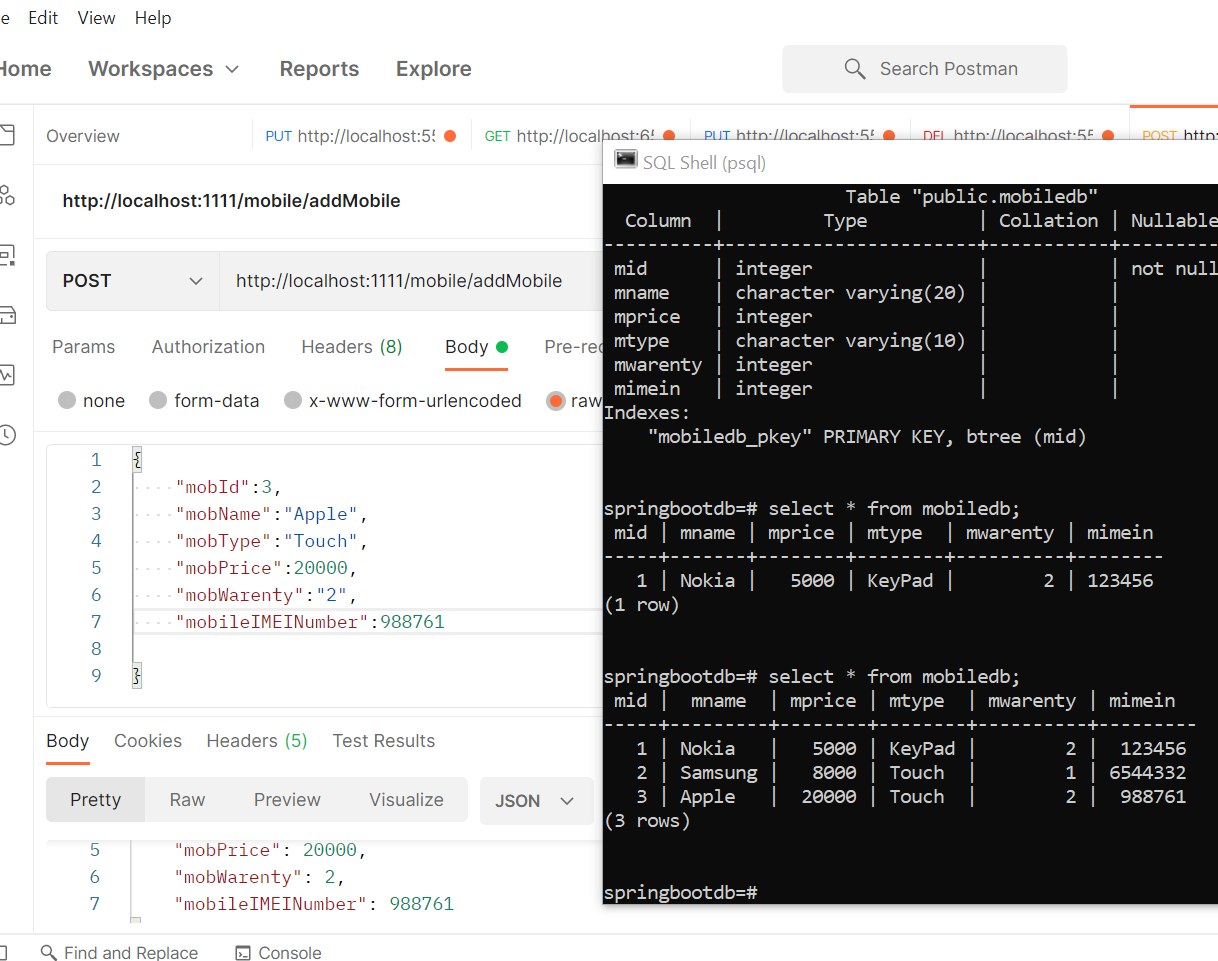 e Edit View Help
Home Workspaces Reports Explore Search Postman
Overview PUT http://localhost:55 GET http://localhost:65 PUT http://localhost:55 DEL http://localhost:55 POST http:
http://localhost:1111/mobile/addMobile
POST http://localhost:1111/mobile/addMobile
Params Authorization Headers (8) Body Pre-rec
none form-data x-www-form-urlencoded raw
1 {
2 "mobId":3,
3 "mobName":"Apple",
4 "mobType":"Touch",
5 "mobPrice":20000,
6 "mobWarenty":"2",
7 "mobileIMEINumber":988761
8
9 }
Body Cookies Headers (5) Test Results
Pretty Raw Preview Visualize JSON
5 "mobPrice": 20000,
6 "mobWarenty": 2,
7 "mobileIMEINumber": 988761
Find and Replace Console
SQL Shell (psql)
Table "public.mobiledb"
Column | Type | Collation | Nullable
----------+-----------------------+-----------+---------
mid | integer | | not null
mname | character varying(20) | |
mprice | integer | |
mtype | character varying(10) | |
mwarenty | integer | |
mimein | integer | |
Indexes:
"mobiledb_pkey" PRIMARY KEY, btree (mid)
springbootdb=# select * from mobiledb;
mid | mname | mprice | mtype | mwarenty | mimein
-----+-------+--------+--------+----------+--------
1 | Nokia | 5000 | KeyPad | 2 | 123456
(1 row)
springbootdb=# select * from mobiledb;
mid | mname | mprice | mtype | mwarenty | mimein
-----+---------+--------+--------+----------+---------
1 | Nokia | 5000 | KeyPad | 2 | 123456
2 | Samsung | 8000 | Touch | 1 | 6544332
3 | Apple | 20000 | Touch | 2 | 988761
(3 rows)
springbootdb=#